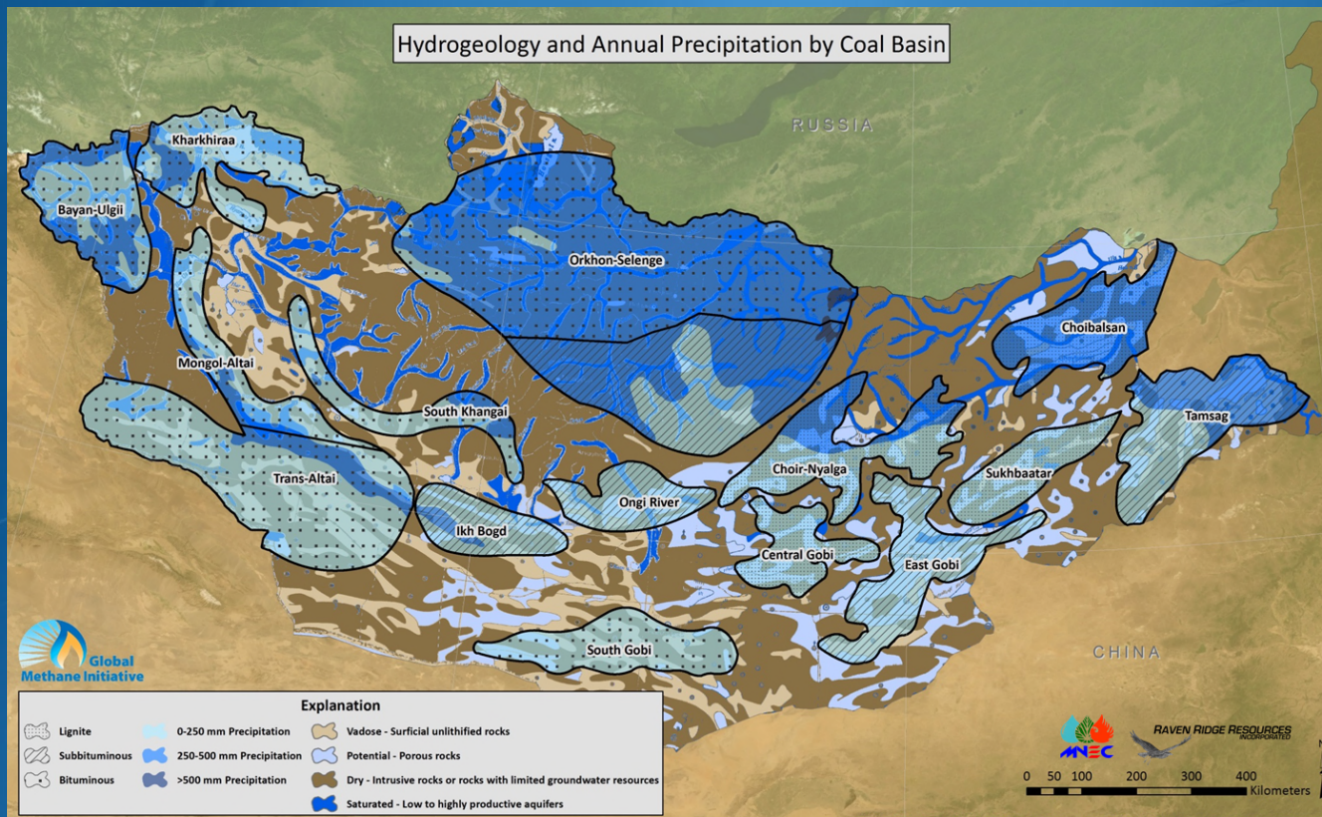 Hydrogeology and Annual Precipitation by Coal Basin
RUSSIA
Kharkhiraa
Bayan-Ulgii
Orkhon-Selenge
Choibalsan
Mongol-Altai
South Khangai
Tamsag
Trans-Altai
Choir-Nyalga
Sukhbaatar
Ongi River
Ikh Bogd
Central Gobi
East Gobi
South Gobi
CHINA
Global
Methane Initiative
Explanation
Lignite
Subbituminous
Bituminous
0-250 mm Precipitation
250-500 mm Precipitation
>500 mm Precipitation
Vadose - Surficial unlithified rocks
Potential - Porous rocks
Dry - Intrusive rocks or rocks with limited groundwater resources
Saturated - Low to highly productive aquifers
MNEC
RAVEN RIDGE RESOURCES
INCORPORATED
0 50 100 200 300 400
Kilometers